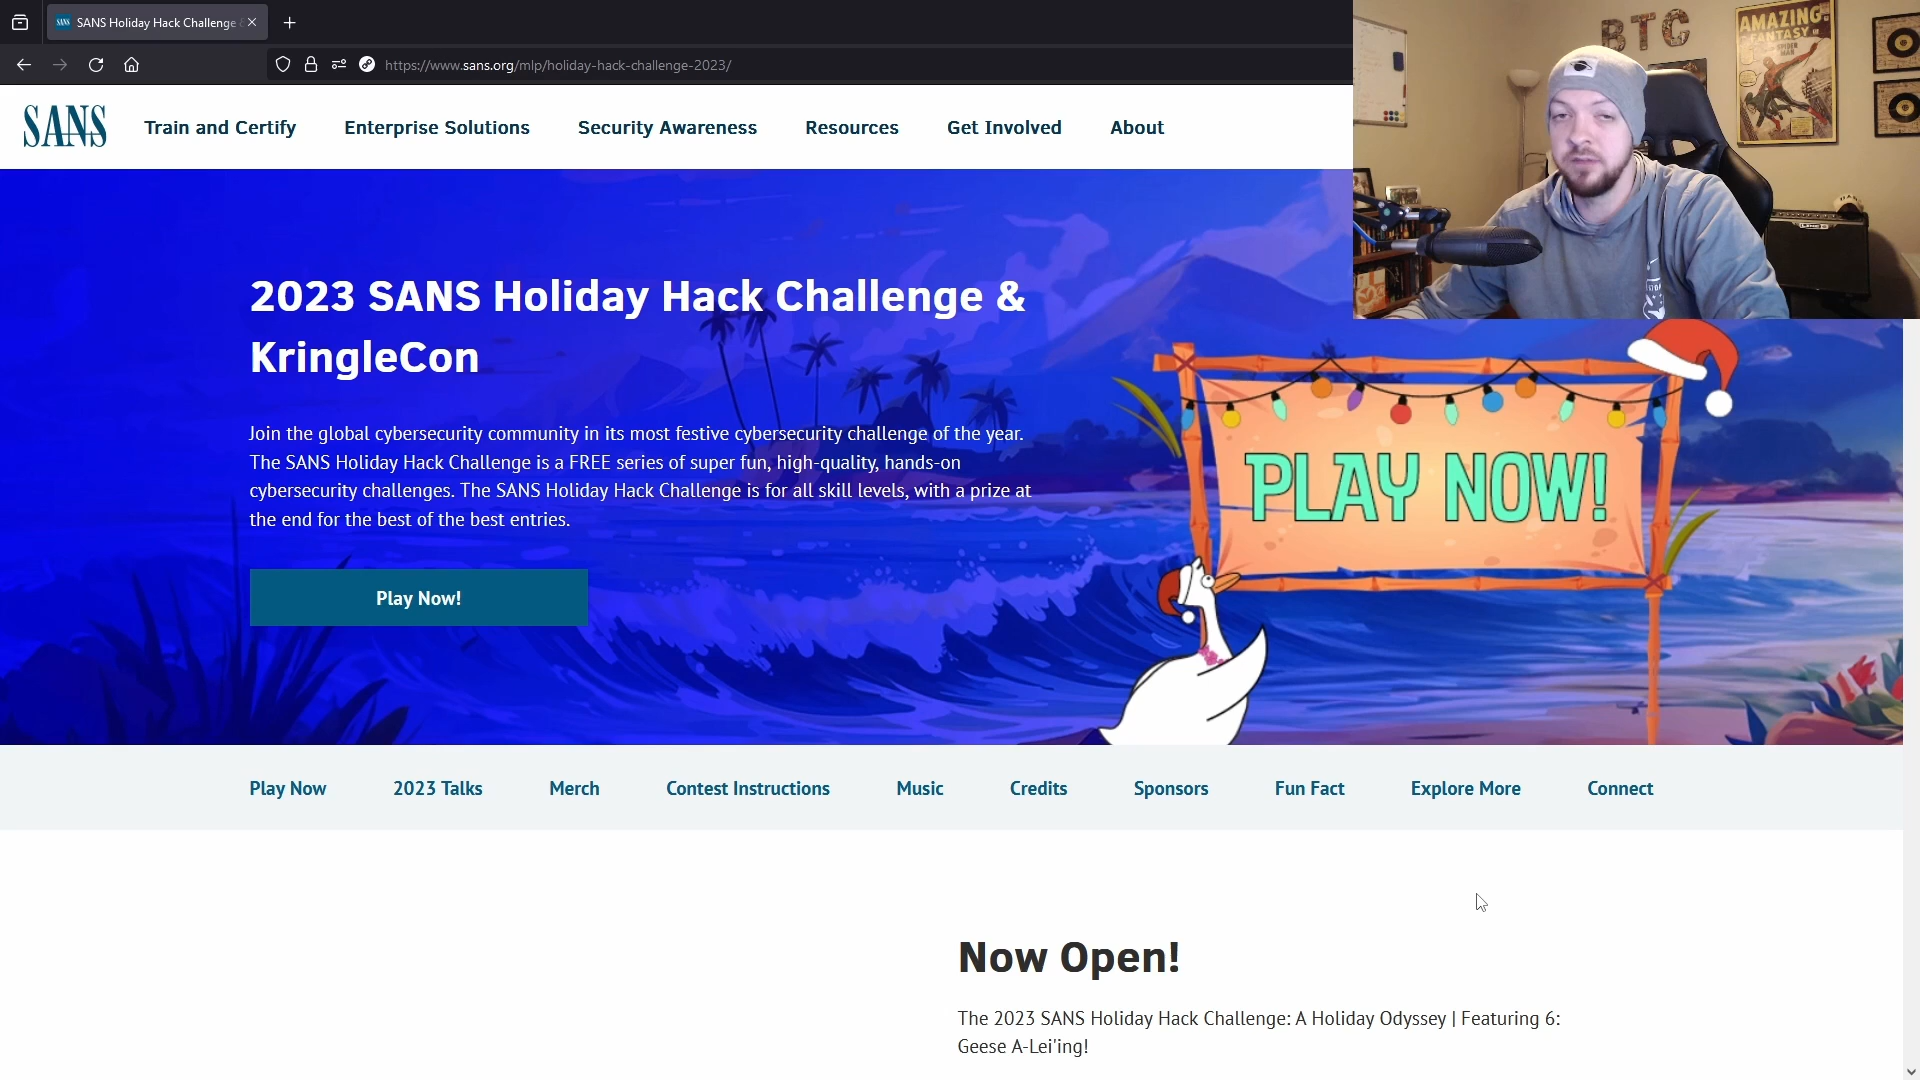 SANS Holiday Hack Challenge
https://www.sans.org/mlp/holiday-hack-challenge-2023/
SANS
Train and Certify
Enterprise Solutions
Security Awareness
Resources
Get Involved
About
BTC
AMAZING
FANTASY
LINE 6
2023 SANS Holiday Hack Challenge &
KringleCon
Join the global cybersecurity community in its most festive cybersecurity challenge of the year.
The SANS Holiday Hack Challenge is a FREE series of super fun, high-quality, hands-on
cybersecurity challenges. The SANS Holiday Hack Challenge is for all skill levels, with a prize at
the end for the best of the best entries.
Play Now!
PLAY NOW!
Play Now
2023 Talks
Merch
Contest Instructions
Music
Credits
Sponsors
Fun Fact
Explore More
Connect
Now Open!
The 2023 SANS Holiday Hack Challenge: A Holiday Odyssey | Featuring 6:
Geese A-Lei'ing!